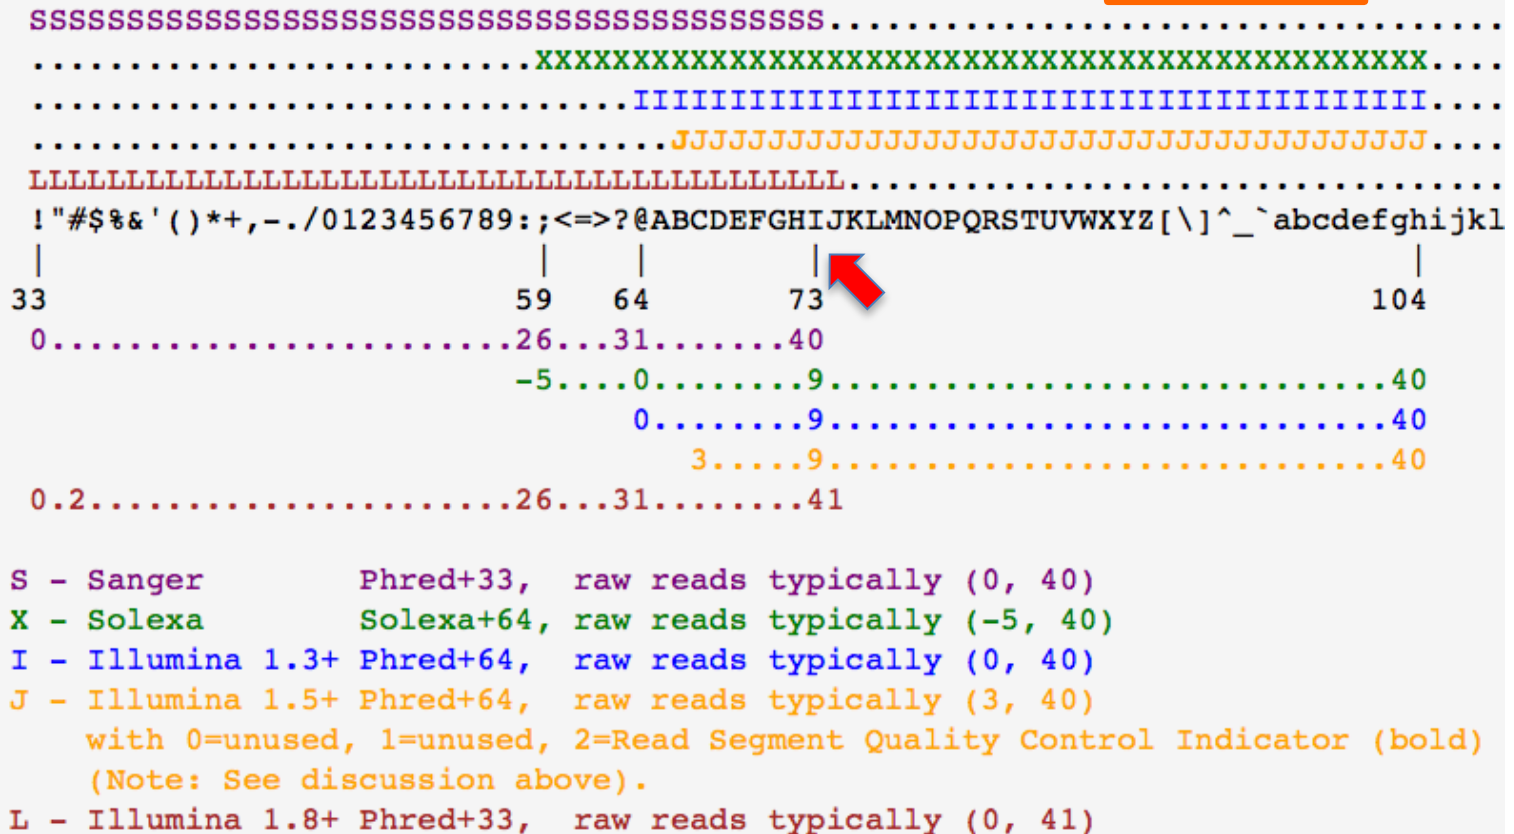 SSSSSSSSSSSSSSSSSSSSSSSSSSSSSSSSSSSSSSSSS...................................
..........................XXXXXXXXXXXXXXXXXXXXXXXXXXXXXXXXXXXXXXXXXXXXXX....
...............................IIIIIIIIIIIIIIIIIIIIIIIIIIIIIIIIIIIIIIIII....
.................................JJJJJJJJJJJJJJJJJJJJJJJJJJJJJJJJJJJJJJJ....
LLLLLLLLLLLLLLLLLLLLLLLLLLLLLLLLLLLLLLLLLL..................................
!"#$%&'()*+,-./0123456789:;<=>?@ABCDEFGHIJKLMNOPQRSTUVWXYZ[\]^_`abcdefghijkl
| | | | |
33 59 64 73 104
0........................26...31.......40
-5....0........9.............................40
0........9.............................40
3.....9.............................40
0.2......................26...31........41
S - Sanger Phred+33, raw reads typically (0, 40)
X - Solexa Solexa+64, raw reads typically (-5, 40)
I - Illumina 1.3+ Phred+64, raw reads typically (0, 40)
J - Illumina 1.5+ Phred+64, raw reads typically (3, 40)
with 0=unused, 1=unused, 2=Read Segment Quality Control Indicator (bold)
(Note: See discussion above).
L - Illumina 1.8+ Phred+33, raw reads typically (0, 41)